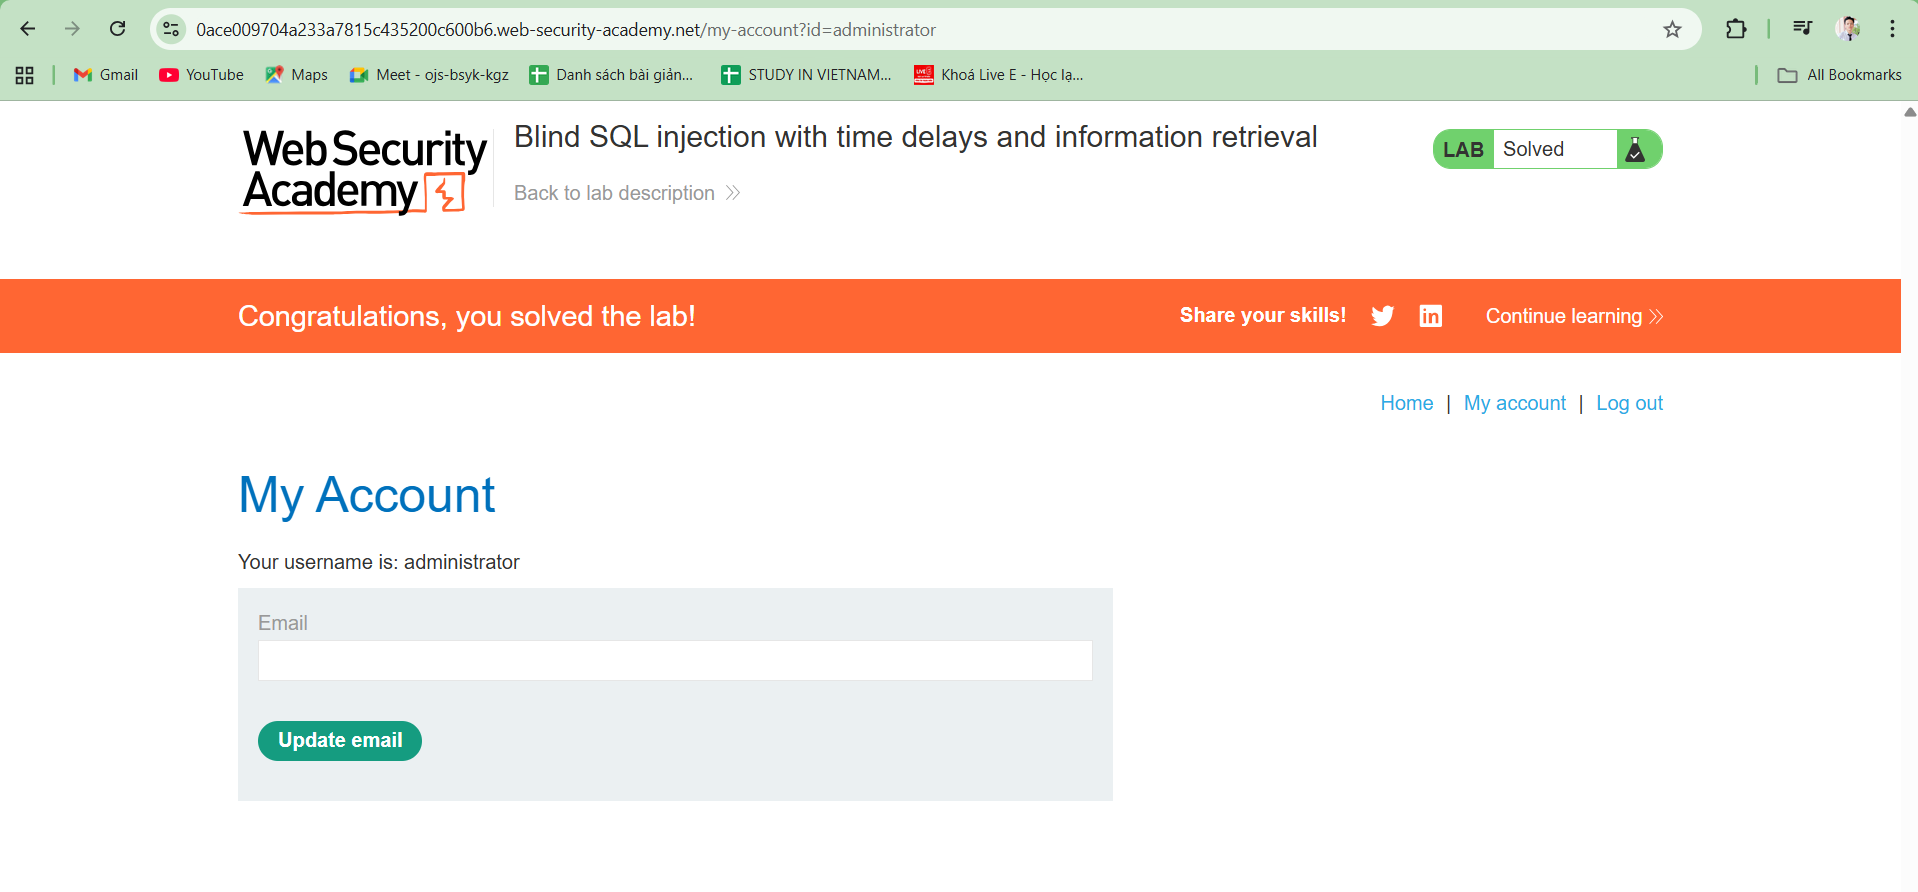 0ace009704a233a7815c435200c600b6.web-security-academy.net/my-account?id=administrator
Gmail YouTube Maps Meet - ojs-bsyk-kgz Danh sách bài giản... STUDY IN VIETNAM... LIVE Khoá Live E - Học lạ... All Bookmarks
Web Security
Academy
Blind SQL injection with time delays and information retrieval
Back to lab description
LAB Solved
Congratulations, you solved the lab!
Share your skills! in Continue learning
Home | My account | Log out
My Account
Your username is: administrator
Email
Update email